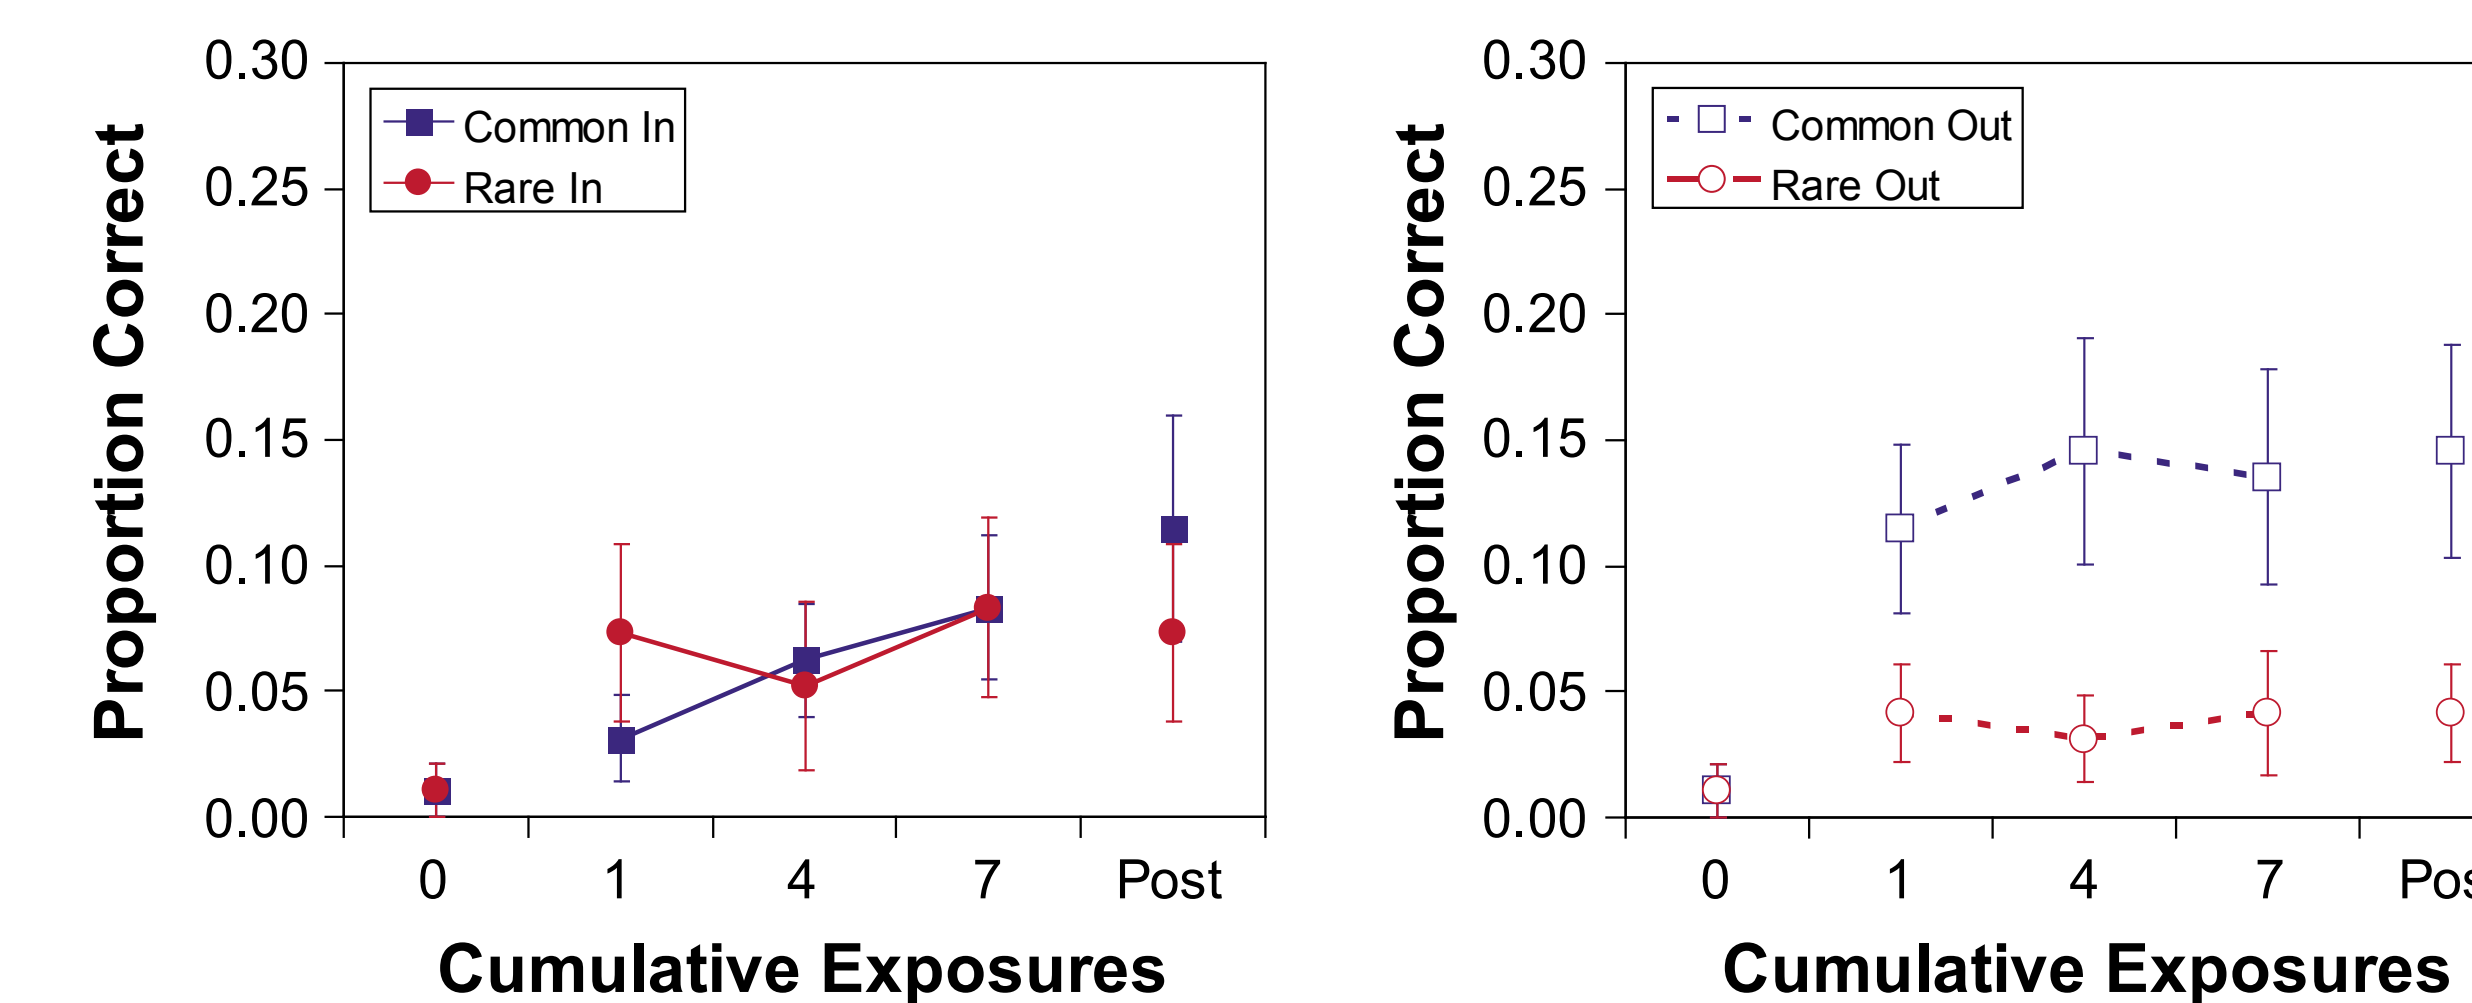 Proportion Correct
0.30
0.25
0.20
0.15
0.10
0.05
0.00
Common In
Rare In
0 1 4 7 Post
Cumulative Exposures
Proportion Correct
0.30
0.25
0.20
0.15
0.10
0.05
0.00
Common Out
Rare Out
0 1 4 7 Pos
Cumulative Exposures